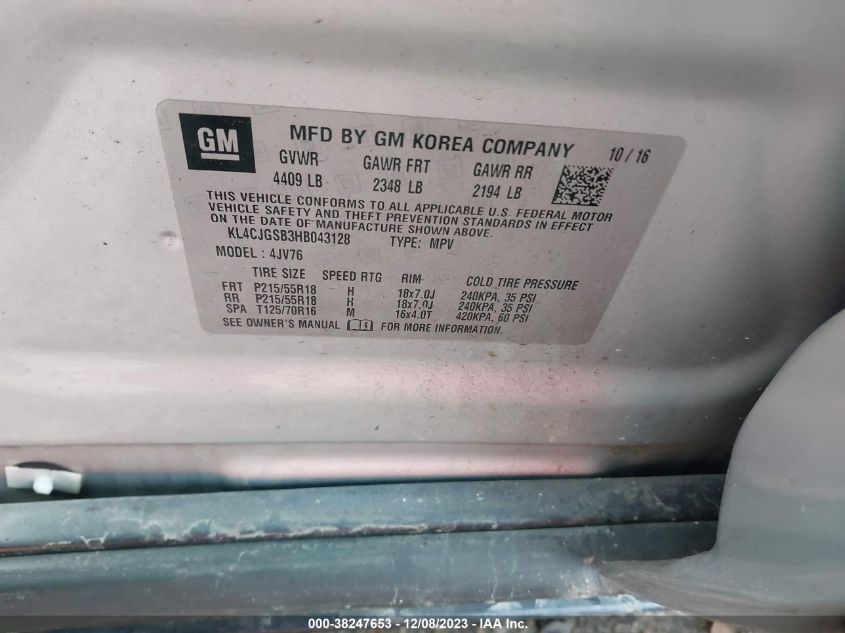 GM
MFD BY GM KOREA COMPANY 10 / 16
GVWR GAWR FRT GAWR RR
4409 LB 2348 LB 2194 LB
THIS VEHICLE CONFORMS TO ALL APPLICABLE U.S. FEDERAL MOTOR
VEHICLE SAFETY AND THEFT PREVENTION STANDARDS IN EFFECT
ON THE DATE OF MANUFACTURE SHOWN ABOVE.
KL4CJGSB3HB043128 TYPE: MPV
MODEL : 4JV76
TIRE SIZE SPEED RTG RIM COLD TIRE PRESSURE
FRT P215/55R18 H 18x7.0J 240KPA, 35 PSI
RR P215/55R18 H 18x7.0J 240KPA, 35 PSI
SPA T125/70R16 M 16x4.0T 420KPA, 60 PSI
SEE OWNER'S MANUAL FOR MORE INFORMATION.
000-38247653 - 12/08/2023 - IAA Inc.